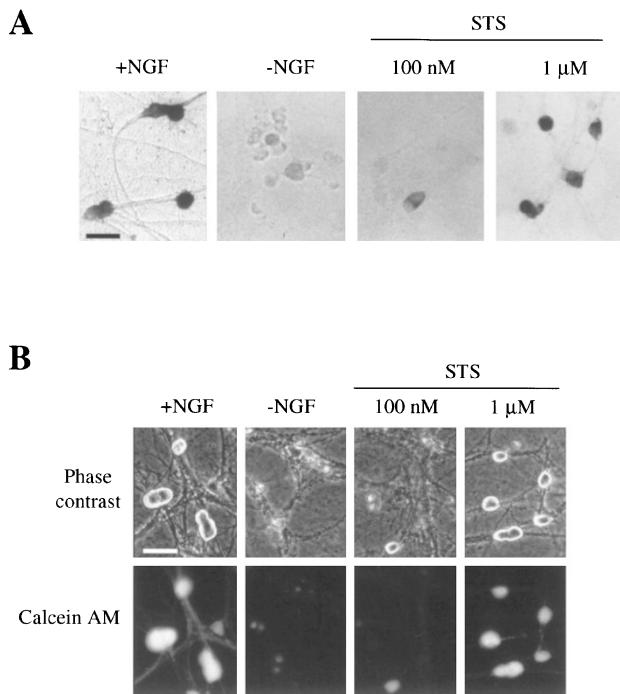 A
STS
+NGF -NGF 100 nM 1 μM
B
STS
+NGF -NGF 100 nM 1 μM
Phase
contrast
Calcein AM